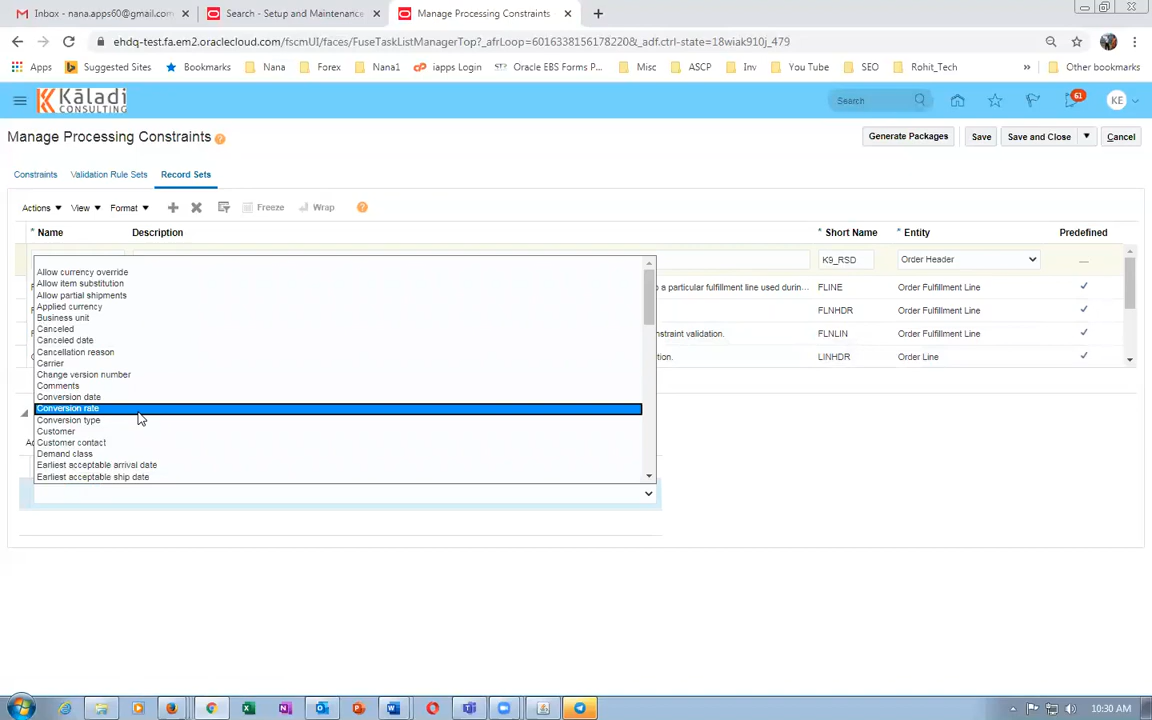 Inbox - nana.apps60@gmail.com
Search - Setup and Maintenance
Manage Processing Constraints
ehdq-test.fa.em2.oraclecloud.com/fscmUI/faces/FuseTaskListManagerTop?_afrLoop=6016338156178220&_adf.ctrl-state=18wiak910j_479
Apps Suggested Sites Bookmarks Nana Forex Nana1 iapps Login Oracle EBS Forms P... Misc ASCP Inv You Tube SEO Rohit_Tech » Other bookmarks
Kaladi
CONSULTING
Search
61
KE
Manage Processing Constraints ?
Generate Packages Save Save and Close Cancel
Constraints Validation Rule Sets Record Sets
Actions View Format Freeze Wrap ?
* Name Description * Short Name * Entity Predefined
K9_RSD Order Header —
Allow currency override
Allow item substitution
o a particular fulfillment line used durin... FLINE Order Fulfillment Line
Allow partial shipments
Applied currency
FLNHDR Order Fulfillment Line
Business unit
Canceled
straint validation. FLNLIN Order Fulfillment Line
Canceled date
Cancellation reason
tion. LINHDR Order Line
Carrier
Change version number
Comments
Conversion date
Conversion rate
Conversion type
Customer
Customer contact
Demand class
Earliest acceptable arrival date
Earliest acceptable ship date
10:30 AM